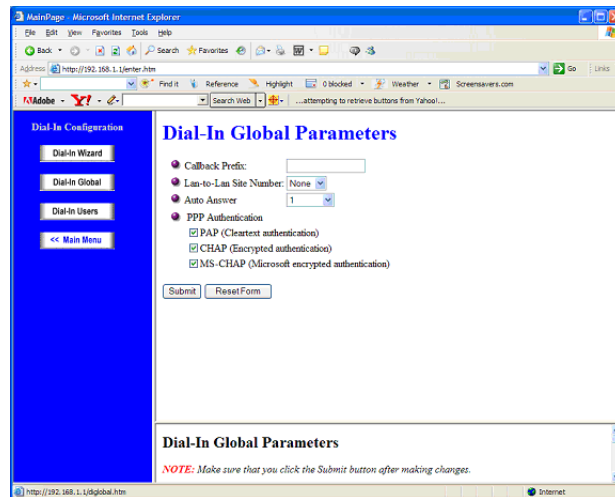 MainPage - Microsoft Internet Explorer
File Edit View Favorites Tools Help
Back Search Favorites
Address http://192.168.1.1/enter.htm Go Links
Find it Reference Highlight 0 blocked Weather Screensavers.com
Adobe Y! Search Web ...attempting to retrieve buttons from Yahoo!...
Dial-In Configuration
Dial-In Wizard
Dial-In Global
Dial-In Users
<< Main Menu
Dial-In Global Parameters
Callback Prefix:
Lan-to-Lan Site Number: None
Auto Answer 1
PPP Authentication
PAP (Cleartext authentication)
CHAP (Encrypted authentication)
MS-CHAP (Microsoft encrypted authentication)
Submit Reset Form
Dial-In Global Parameters
NOTE: Make sure that you click the Submit button after making changes.
http://192.168.1.1/diglobal.htm Internet